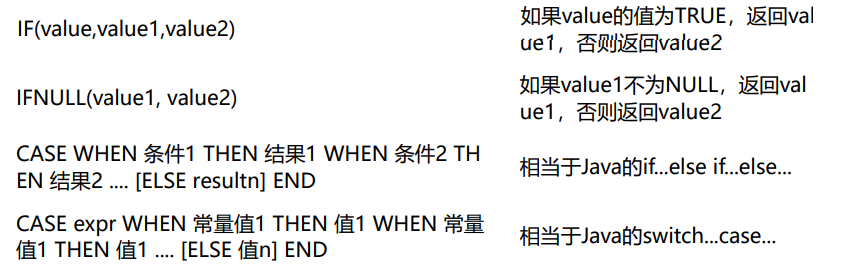 IF(value,value1,value2)
如果value的值为TRUE，返回val
ue1，否则返回value2
IFNULL(value1, value2)
如果value1不为NULL，返回val
ue1，否则返回value2
CASE WHEN 条件1 THEN 结果1 WHEN 条件2 TH
EN 结果2 .... [ELSE resultn] END
相当于Java的if...else if...else...
CASE expr WHEN 常量值1 THEN 值1 WHEN 常量
值1 THEN 值1 .... [ELSE 值n] END
相当于Java的switch...case...